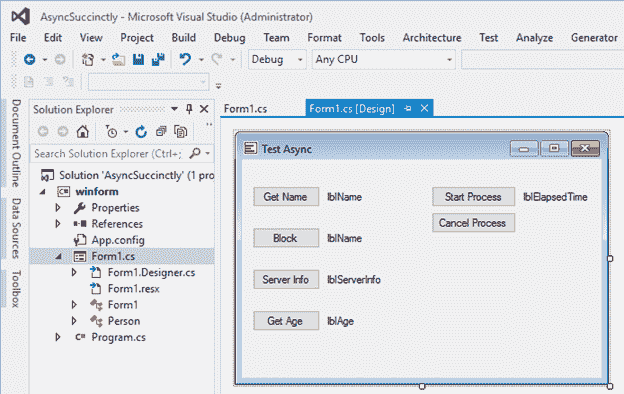 AsyncSuccinctly - Microsoft Visual Studio (Administrator)
File Edit View Project Build Debug Team Format Tools Architecture Test Analyze Generator
Debug Any CPU
Document Outline
Data Sources
Toolbox
Solution Explorer
Search Solution Explorer (Ctrl+;
Solution 'AsyncSuccinctly' (1 pro
winform
Properties
References
App.config
Form1.cs
Form1.Designer.cs
Form1.resx
Form1
Person
Program.cs
Form1.cs Form1.cs [Design]
Test Async
Get Name lblName Start Process lblElapsedTime
Cancel Process
Block lblName
Server Info lblServerInfo
Get Age lblAge